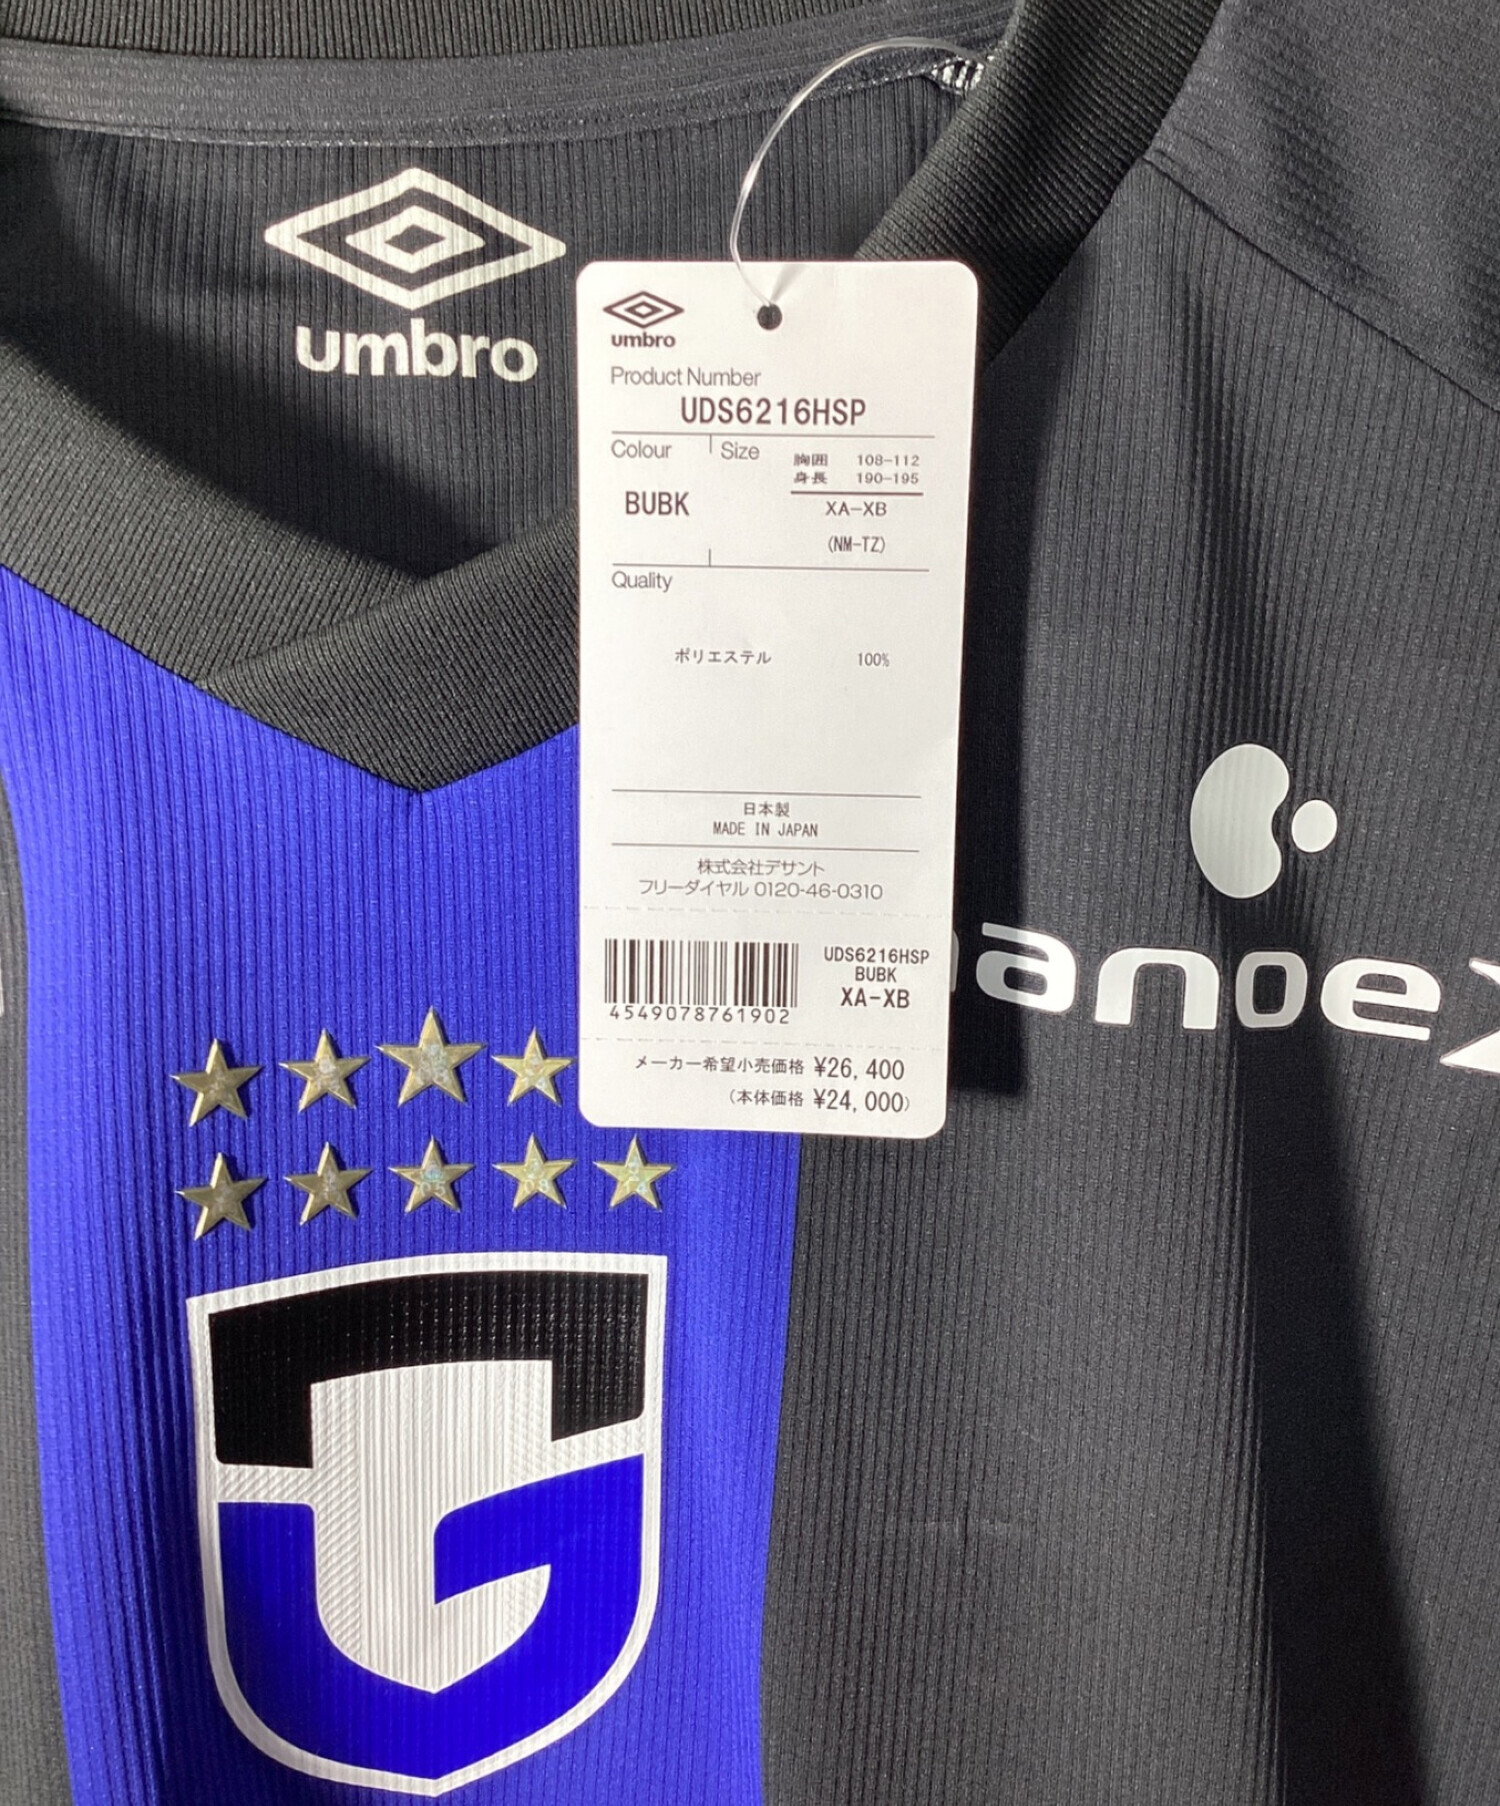 umbro
umbro
Product Number
UDS6216HSP
Colour
Size
胸囲 108-112
身長 190-195
BUBK
XA-XB
(NM-TZ)
Quality
ポリエステル 100%
日本製
MADE IN JAPAN
株式会社デサント
フリーダイヤル 0120-46-0310
UDS6216HSP
BUBK
XA-XB
4549078761902
メーカー希望小売価格 ¥26,400
(本体価格 ¥24,000)
anoe
G